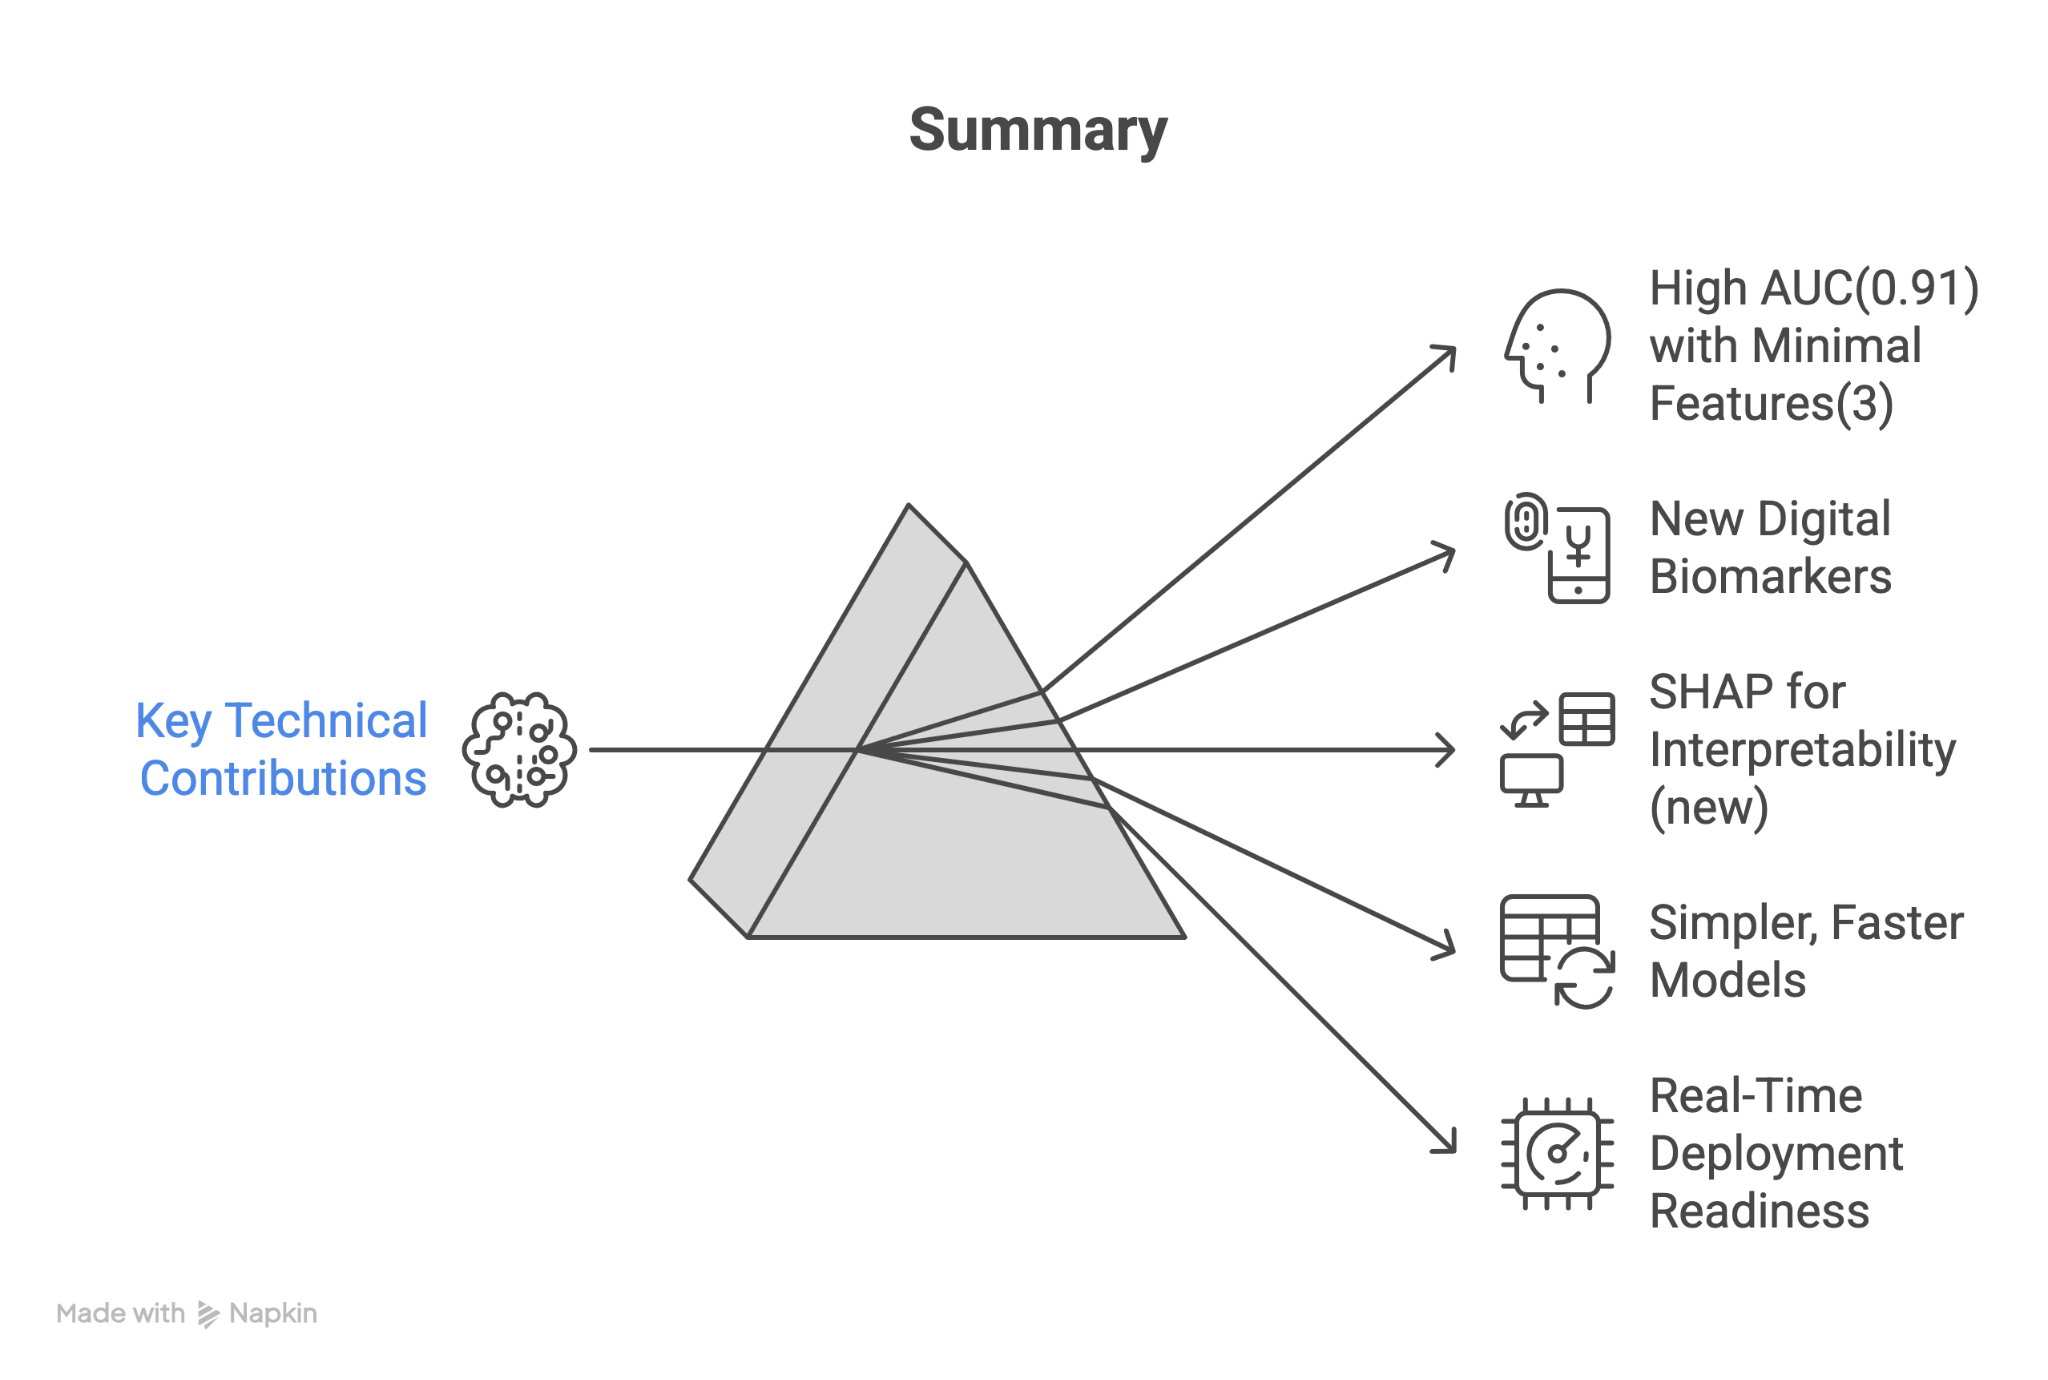 Summary
Key Technical
Contributions
High AUC(0.91)
with Minimal
Features(3)
New Digital
Biomarkers
SHAP for
Interpretability
(new)
Simpler, Faster
Models
Real-Time
Deployment
Readiness
Made with Napkin